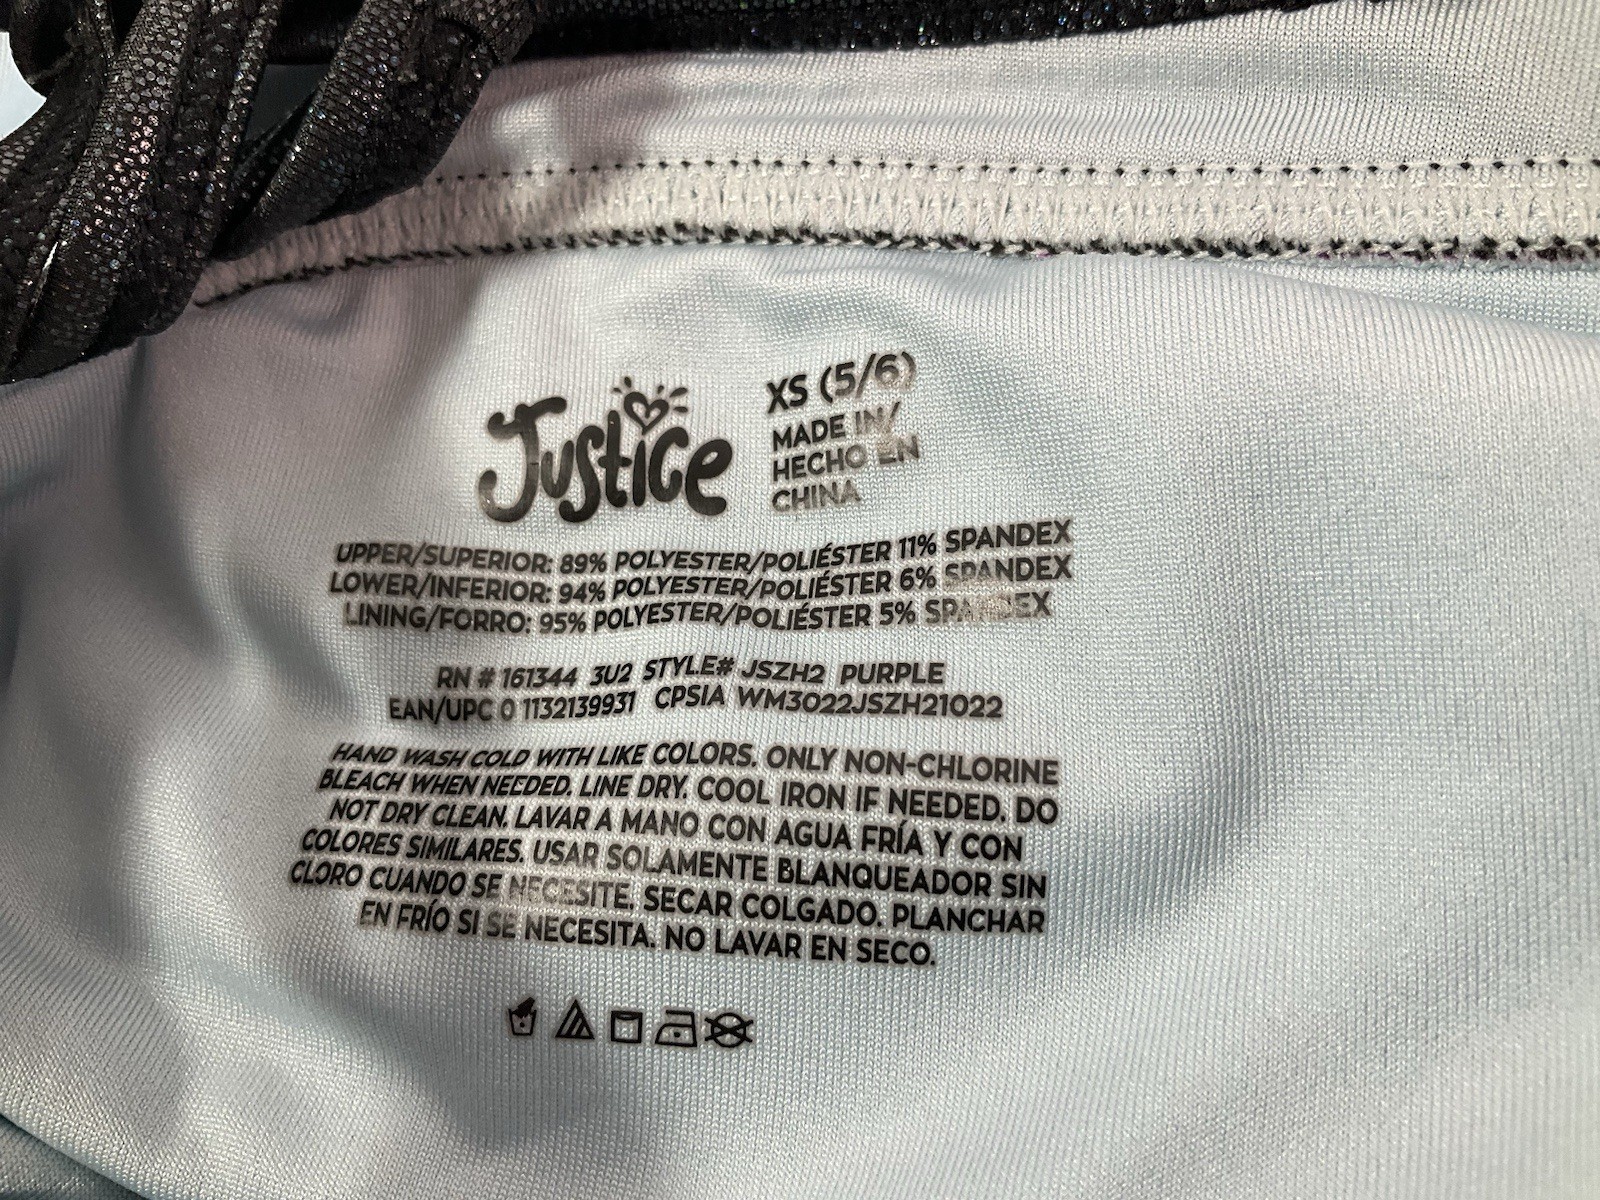 Justice
XS (5/6)
MADE IN/
HECHO EN
CHINA
UPPER/SUPERIOR: 89% POLYESTER/POLIÉSTER 11% SPANDEX
LOWER/INFERIOR: 94% POLYESTER/POLIÉSTER 6% SPANDEX
LINING/FORRO: 95% POLYESTER/POLIÉSTER 5% SPANDEX
RN # 161344 3U2 STYLE# JSZH2 PURPLE
EAN/UPC 0 1132139931 CPSIA WM3022JSZH21022
HAND WASH COLD WITH LIKE COLORS. ONLY NON-CHLORINE
BLEACH WHEN NEEDED. LINE DRY. COOL IRON IF NEEDED. DO
NOT DRY CLEAN. LAVAR A MANO CON AGUA FRÍA Y CON
COLORES SIMILARES. USAR SOLAMENTE BLANQUEADOR SIN
CLORO CUANDO SE NECESITE. SECAR COLGADO. PLANCHAR
EN FRÍO SI SE NECESITA. NO LAVAR EN SECO.